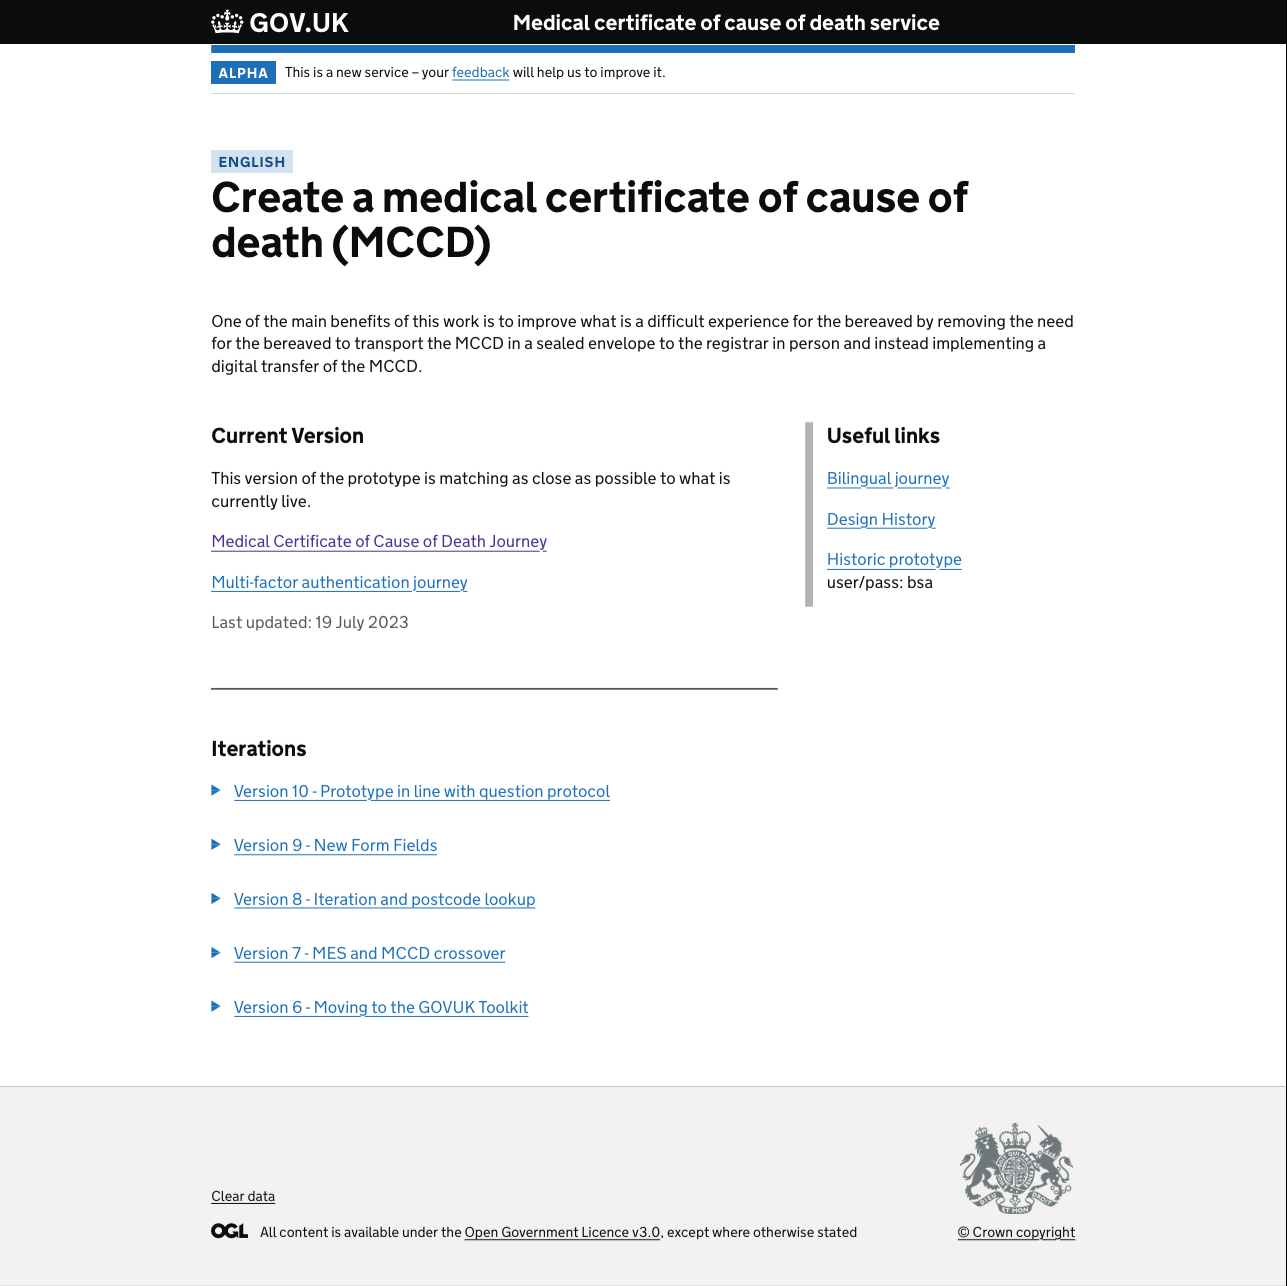 GOV.UK
Medical certificate of cause of death service
ALPHA
This is a new service – your feedback will help us to improve it.
ENGLISH
Create a medical certificate of cause of
death (MCCD)
One of the main benefits of this work is to improve what is a difficult experience for the bereaved by removing the need
for the bereaved to transport the MCCD in a sealed envelope to the registrar in person and instead implementing a
digital transfer of the MCCD.
Current Version
This version of the prototype is matching as close as possible to what is
currently live.
Medical Certificate of Cause of Death Journey
Multi-factor authentication journey
Last updated: 19 July 2023
Useful links
Bilingual journey
Design History
Historic prototype
user/pass: bsa
Iterations
Version 10 - Prototype in line with question protocol
Version 9 - New Form Fields
Version 8 - Iteration and postcode lookup
Version 7 - MES and MCCD crossover
Version 6 - Moving to the GOVUK Toolkit
Clear data
OGL
All content is available under the Open Government Licence v3.0, except where otherwise stated
© Crown copyright